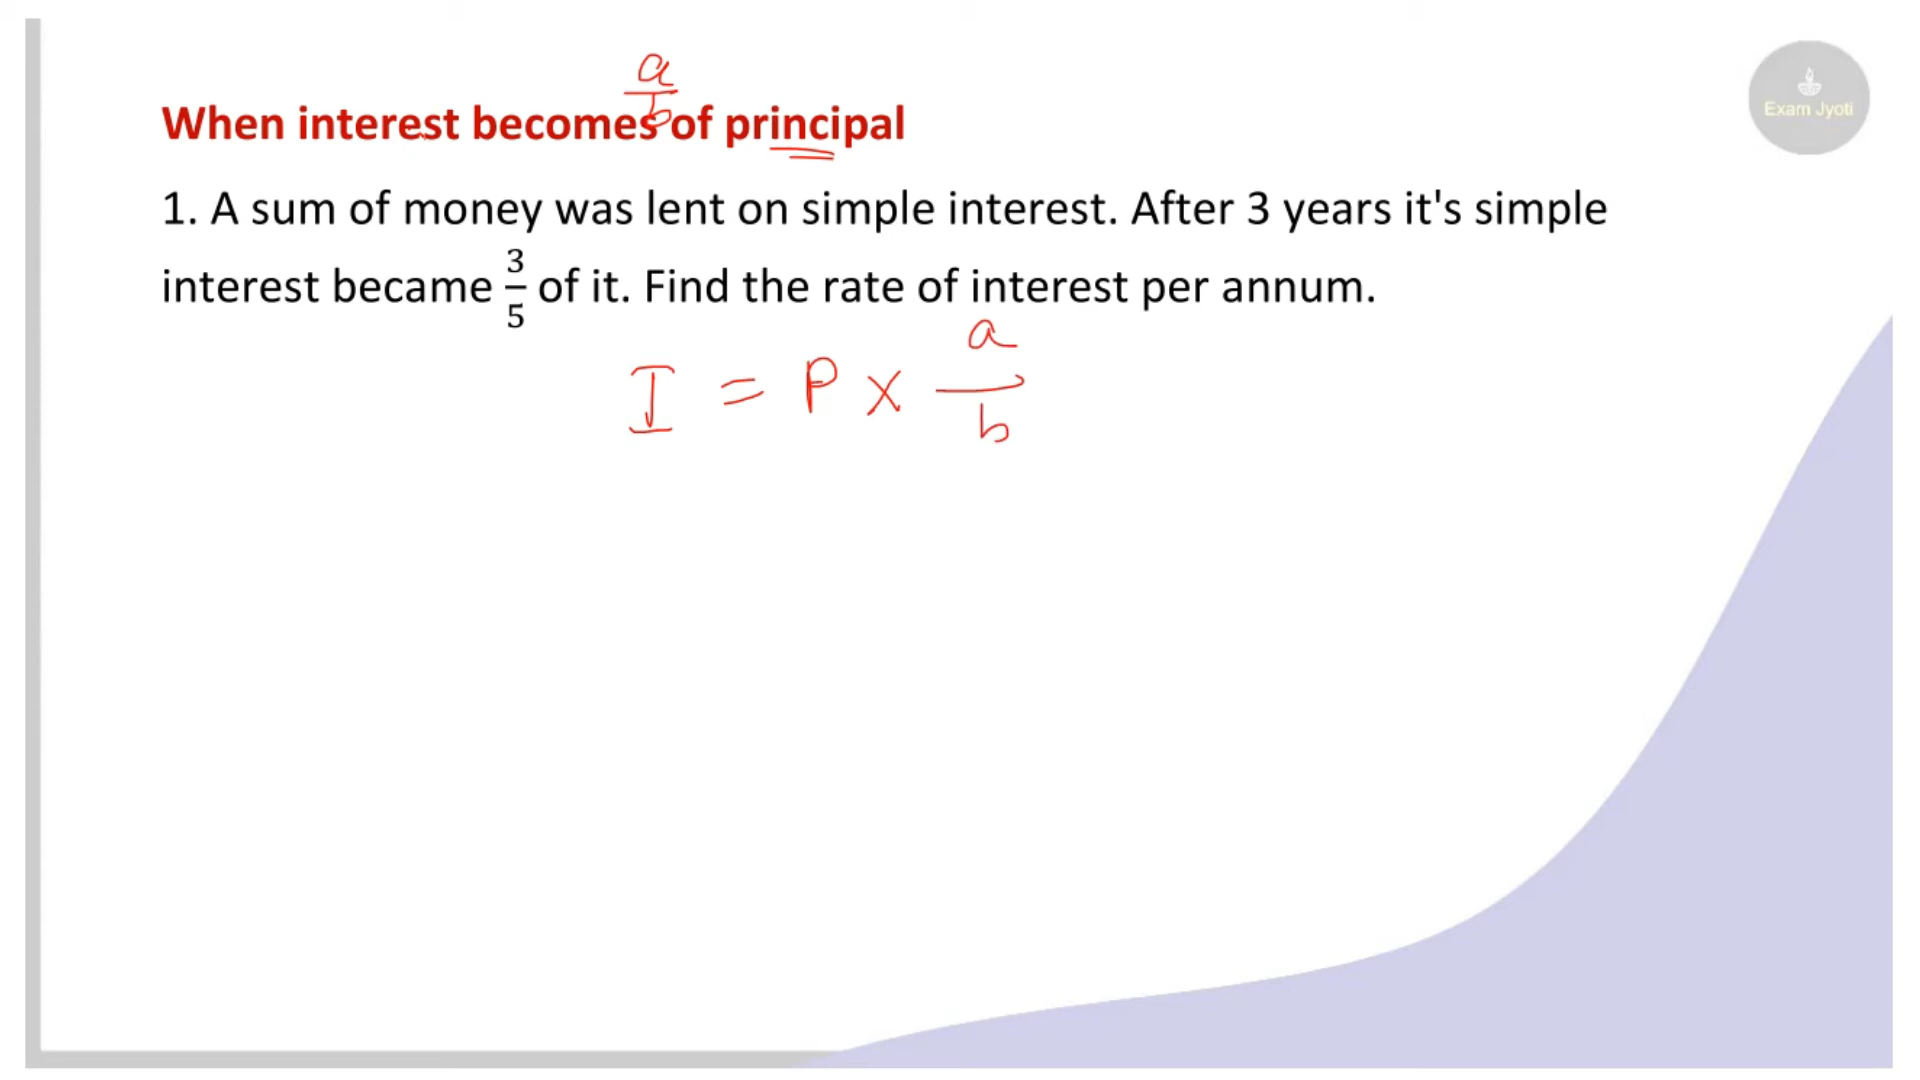 a/b
When interest becomes of principal
Exam Jyoti
1. A sum of money was lent on simple interest. After 3 years it's simple
interest became 3/5 of it. Find the rate of interest per annum.
I = P × a/b